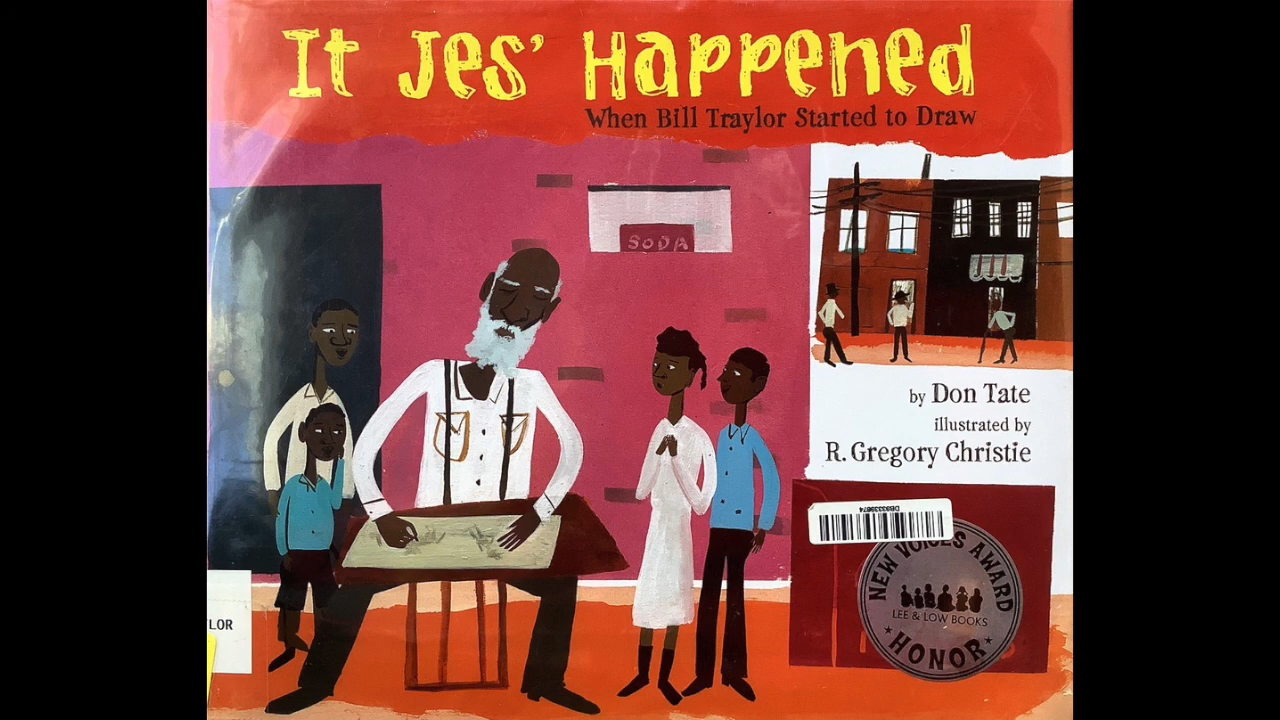 It Jes' Happened
When Bill Traylor Started to Draw
SODA
by Don Tate
illustrated by
R. Gregory Christie
DB93339674
NEW VOICES AWARD
LEE & LOW BOOKS
HONOR
LOR